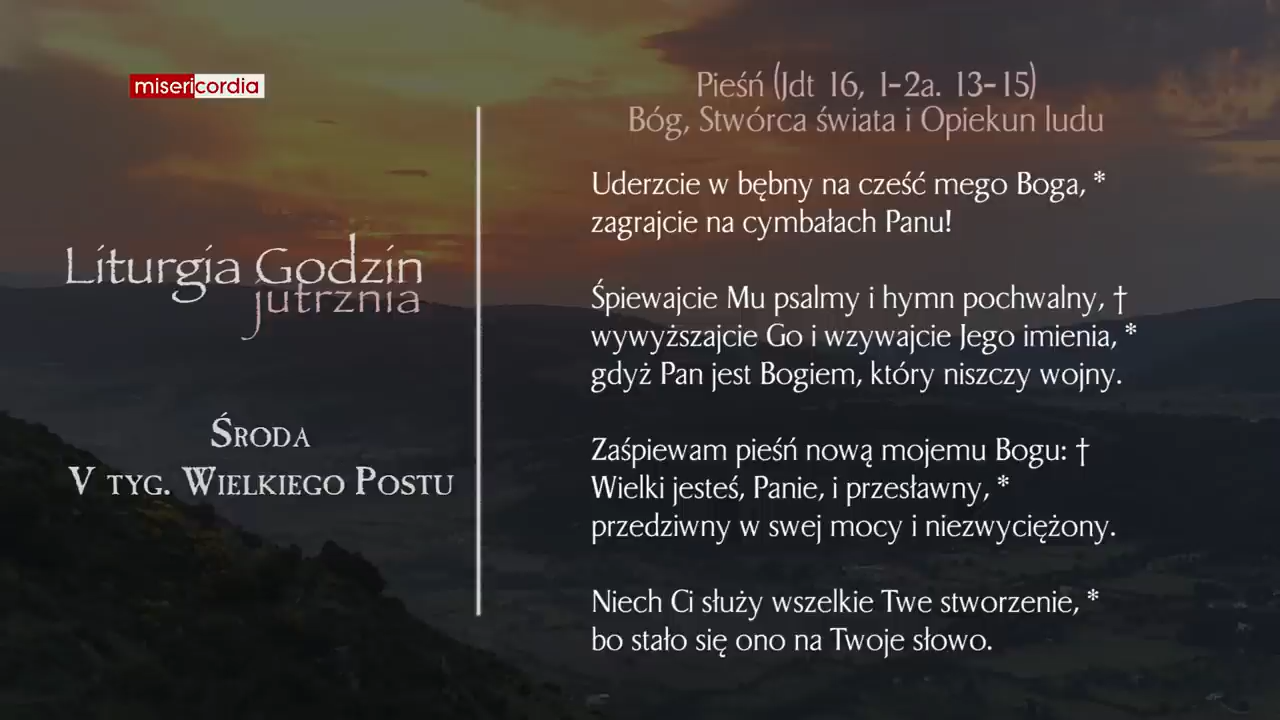 misericordia
Liturgia Godzin
jutrznia
Środa
V tyg. Wielkiego Postu
Pieśń (Jdt 16, 1-2a. 13-15)
Bóg, Stwórca świata i Opiekun ludu
Uderzcie w bębny na cześć mego Boga, *
zagrajcie na cymbałach Panu!
Śpiewajcie Mu psalmy i hymn pochwalny, †
wywyższajcie Go i wzywajcie Jego imienia, *
gdyż Pan jest Bogiem, który niszczy wojny.
Zaśpiewam pieśń nową mojemu Bogu: †
Wielki jesteś, Panie, i przesławny, *
przedziwny w swej mocy i niezwyciężony.
Niech Ci służy wszelkie Twe stworzenie, *
bo stało się ono na Twoje słowo.